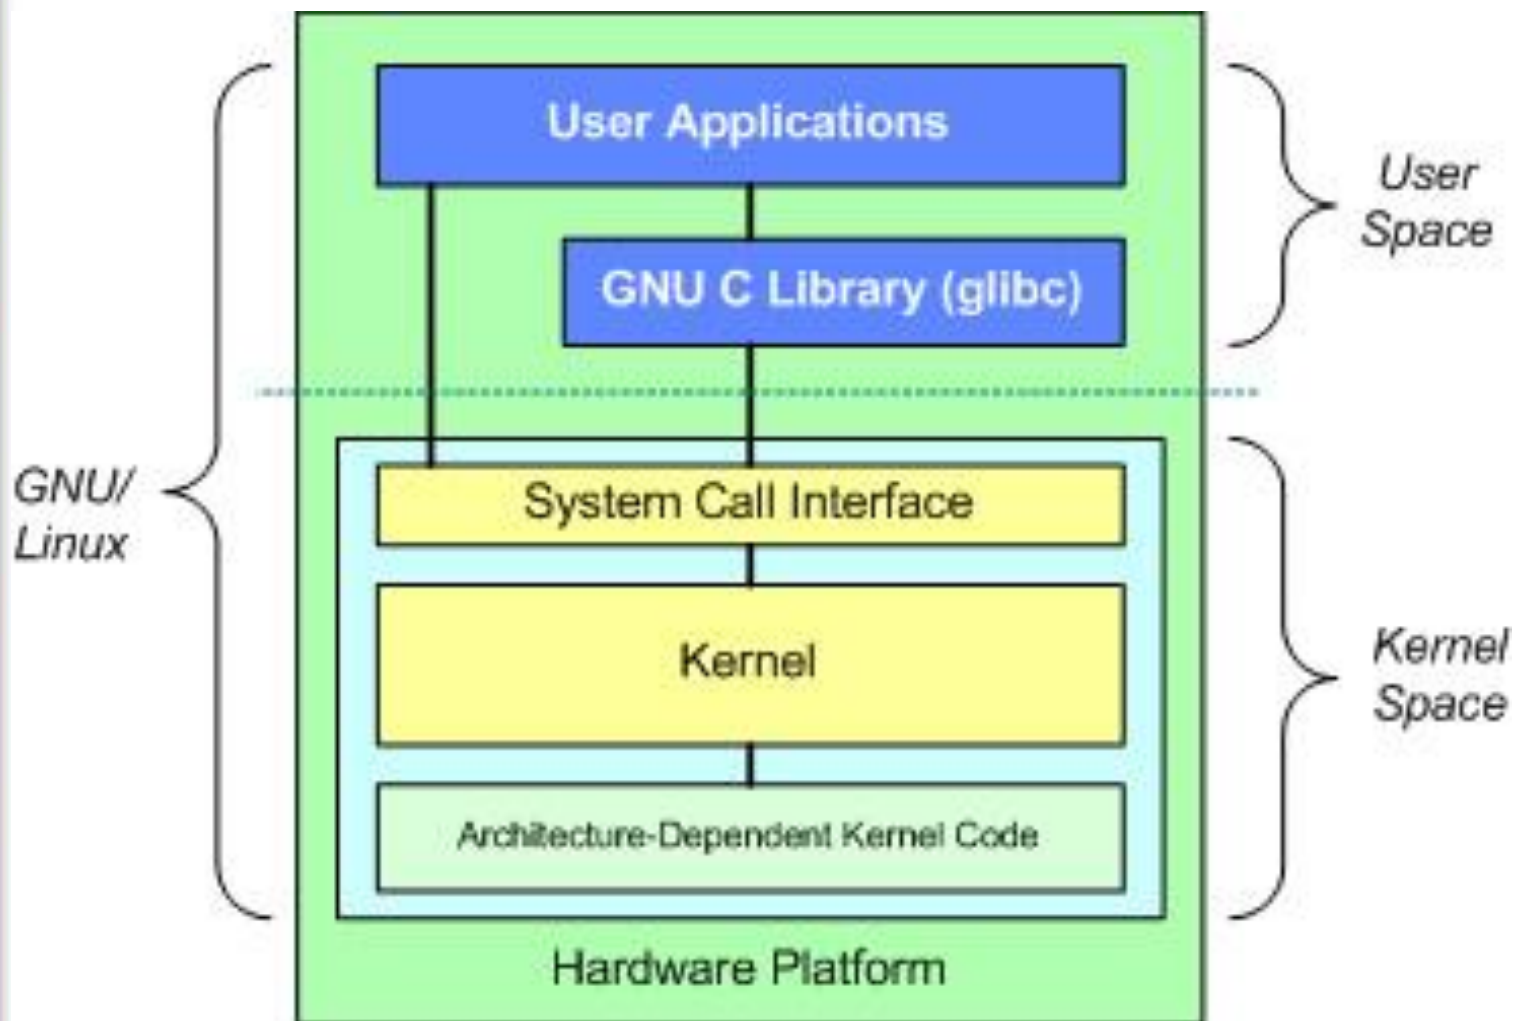 User Applications
User
Space
GNU C Library (glibc)
GNU/
Linux
System Call Interface
Kernel
Kernel
Space
Architecture-Dependent Kernel Code
Hardware Platform